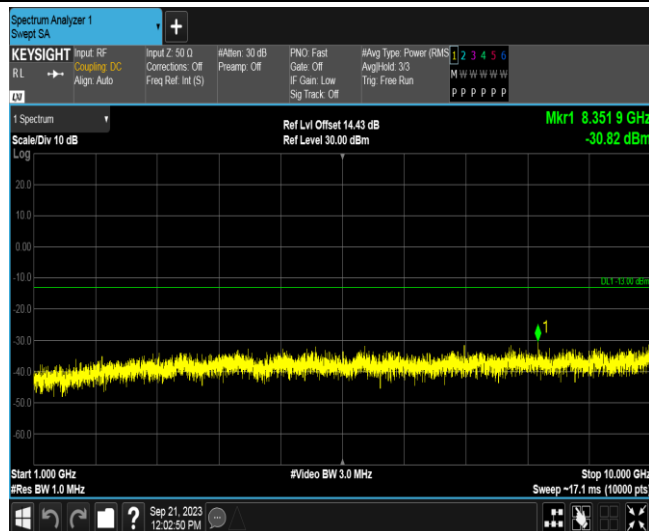 Spectrum Analyzer 1
Swept SA
+
KEYSIGHT
RL
Input: RF
Coupling: DC
Align: Auto
Input Z: 50 Ω
Corrections: Off
Freq Ref: Int (S)
#Atten: 30 dB
Preamp: Off
PNO: Fast
Gate: Off
IF Gain: Low
Sig Track: Off
#Avg Type: Power (RMS
Avg|Hold: 3/3
Trig: Free Run
1 2 3 4 5 6
M W W W W W
P P P P P P
1 Spectrum
Scale/Div 10 dB
Log
Ref Lvl Offset 14.43 dB
Ref Level 30.00 dBm
Mkr1 8.351 9 GHz
-30.82 dBm
20.0
10.0
0.00
-10.0
DL1 -13.00 dBm
-20.0
-30.0
1
-40.0
-50.0
-60.0
Start 1.000 GHz
#Res BW 1.0 MHz
#Video BW 3.0 MHz
Stop 10.000 GHz
Sweep ~17.1 ms (10000 pts)
?
Sep 21, 2023
12:02:50 PM